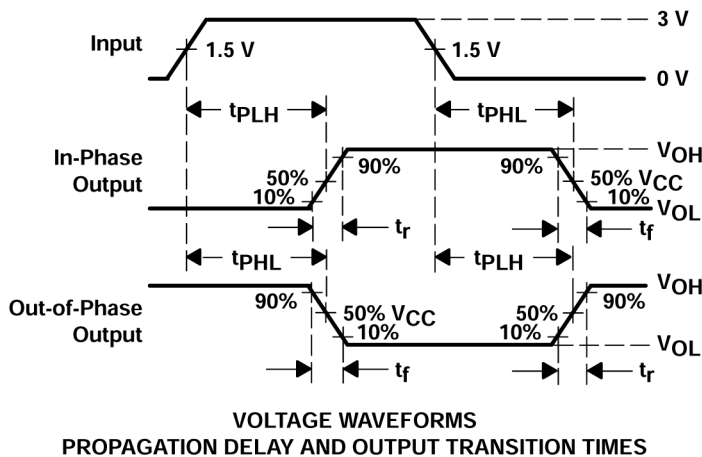 3 V
Input
1.5 V
1.5 V
0 V
tPLH
tPHL
In-Phase
Output
VOH
90%
90%
50%
50% VCC
10%
10%
VOL
tr
tf
tPHL
tPLH
Out-of-Phase
Output
VOH
90%
90%
50% VCC
50%
10%
10%
VOL
tf
tr
VOLTAGE WAVEFORMS
PROPAGATION DELAY AND OUTPUT TRANSITION TIMES